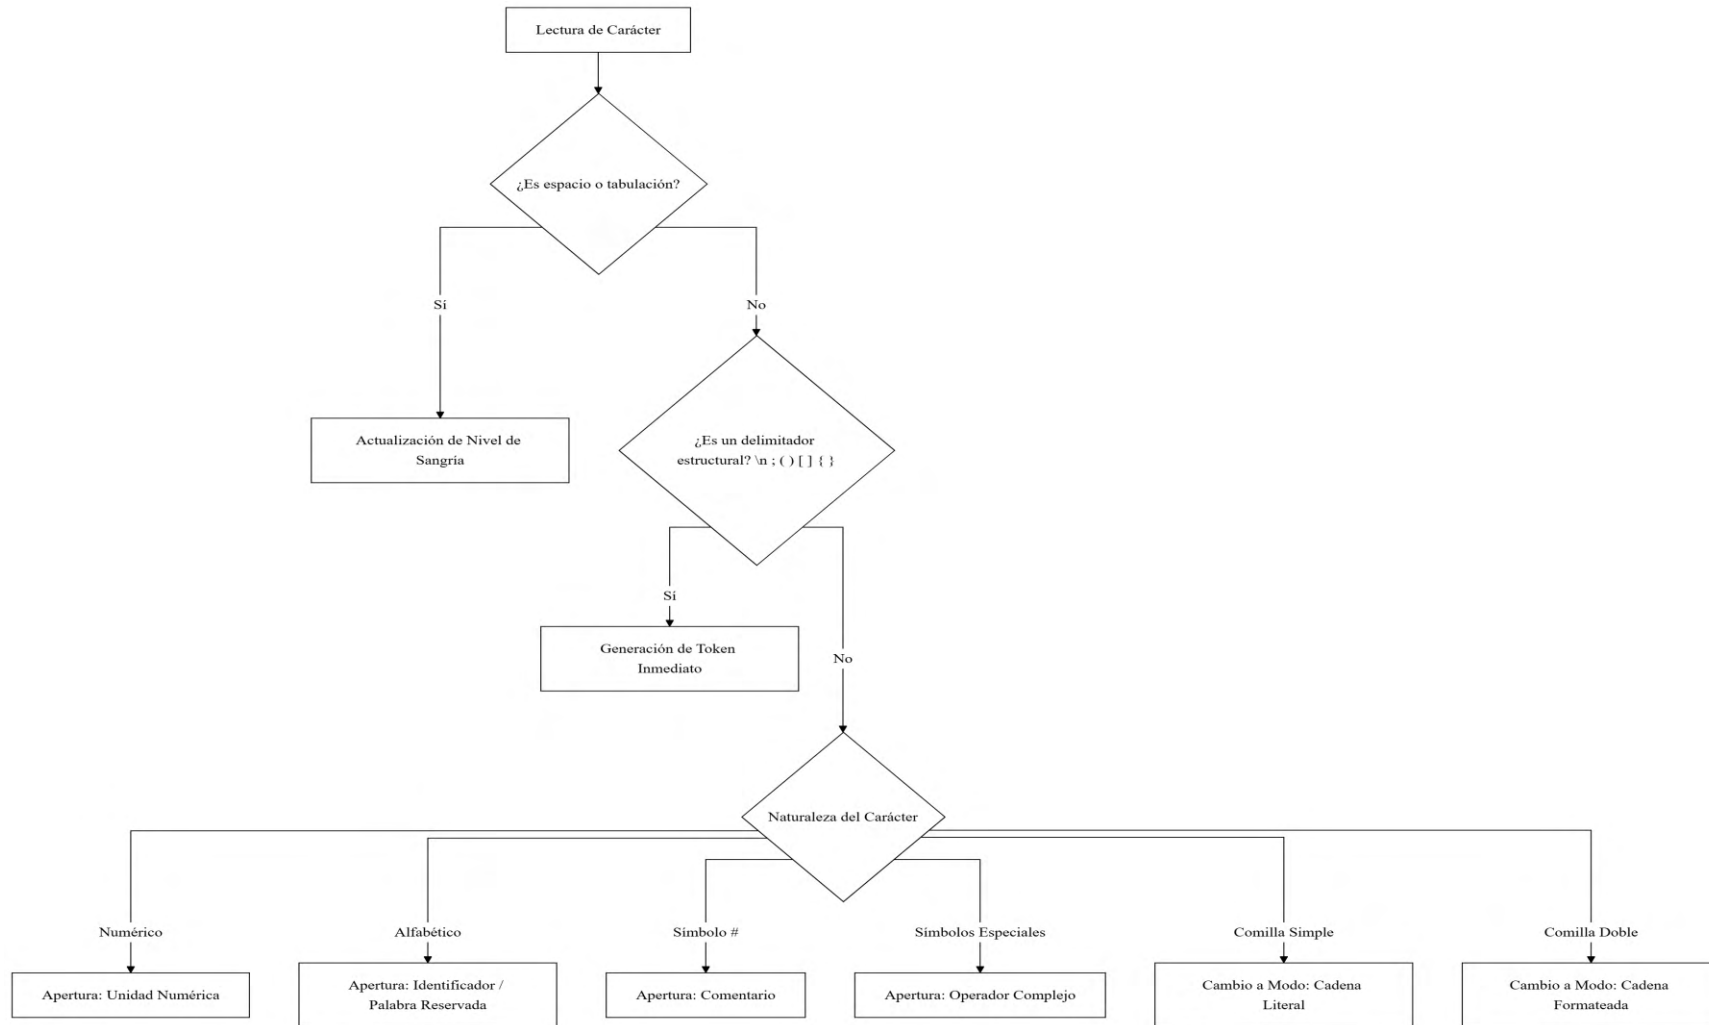 Lectura de Carácter
¿Es espacio o tabulación?
Sí
No
Actualización de Nivel de
Sangría
¿Es un delimitador
estructural? \n ; ( ) [ ] { }
Sí
Generación de Token
Inmediato
No
Naturaleza del Carácter
Numérico
Alfabético
Símbolo #
Símbolos Especiales
Comilla Simple
Comilla Doble
Apertura: Unidad Numérica
Apertura: Identificador /
Palabra Reservada
Apertura: Comentario
Apertura: Operador Complejo
Cambio a Modo: Cadena
Literal
Cambio a Modo: Cadena
Formateada